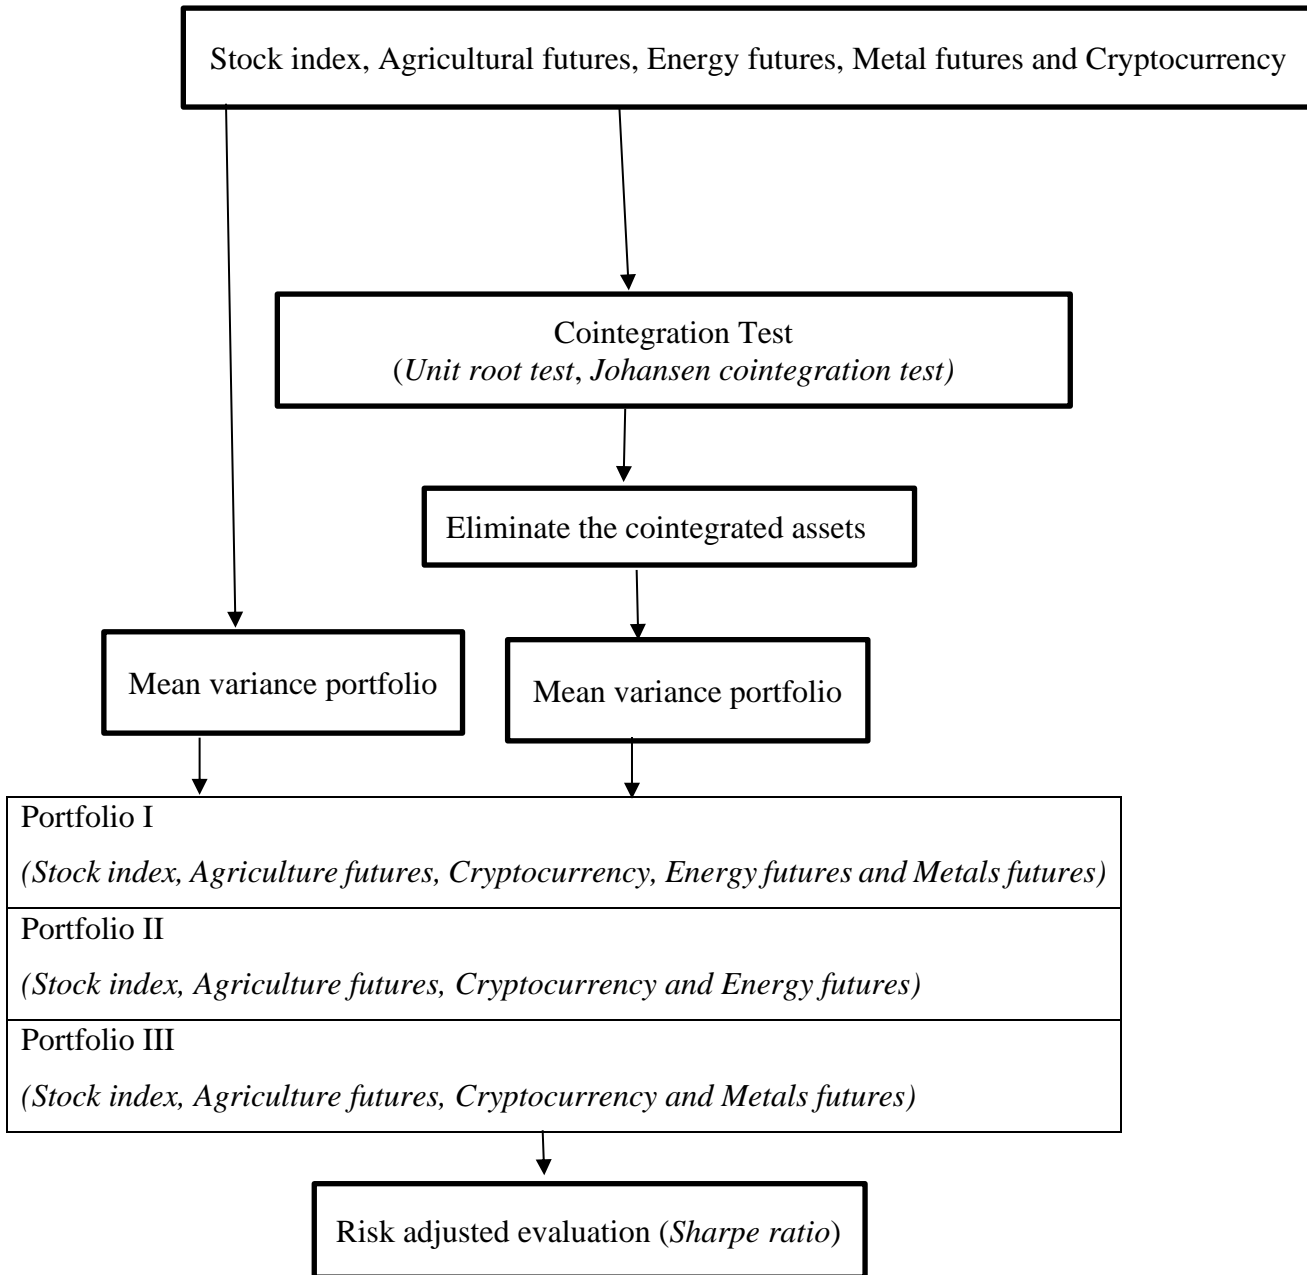 Stock index, Agricultural futures, Energy futures, Metal futures and Cryptocurrency
Cointegration Test
(Unit root test, Johansen cointegration test)
Eliminate the cointegrated assets
Mean variance portfolio
Mean variance portfolio
Portfolio I
(Stock index, Agriculture futures, Cryptocurrency, Energy futures and Metals futures)
Portfolio II
(Stock index, Agriculture futures, Cryptocurrency and Energy futures)
Portfolio III
(Stock index, Agriculture futures, Cryptocurrency and Metals futures)
Risk adjusted evaluation (Sharpe ratio)